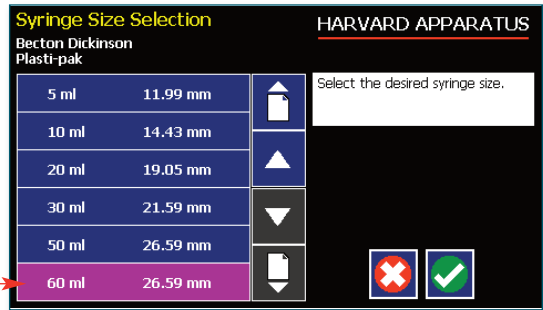 Syringe Size Selection
Becton Dickinson
Plasti-pak
HARVARD APPARATUS
5 ml 11.99 mm
10 ml 14.43 mm
20 ml 19.05 mm
30 ml 21.59 mm
50 ml 26.59 mm
60 ml 26.59 mm
Select the desired syringe size.